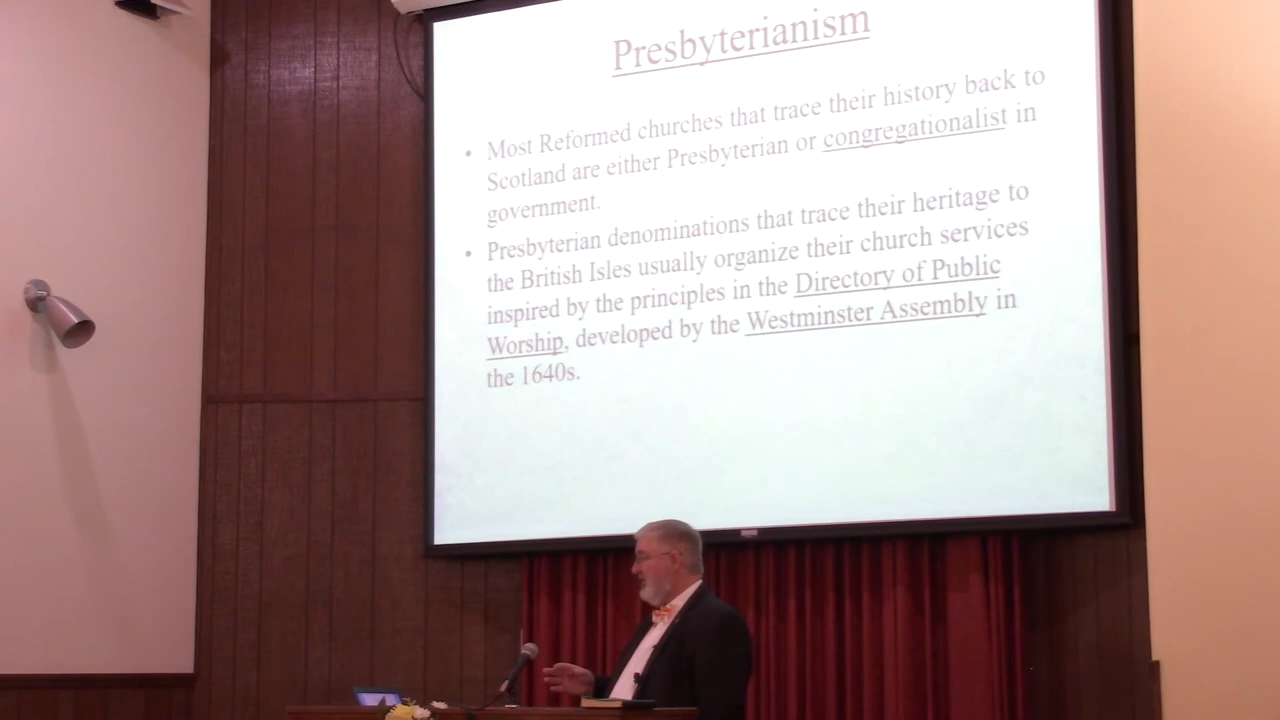 Presbyterianism
• Most Reformed churches that trace their history back to
Scotland are either Presbyterian or congregationalist in
government.
• Presbyterian denominations that trace their heritage to
the British Isles usually organize their church services
inspired by the principles in the Directory of Public
Worship, developed by the Westminster Assembly in
the 1640s.